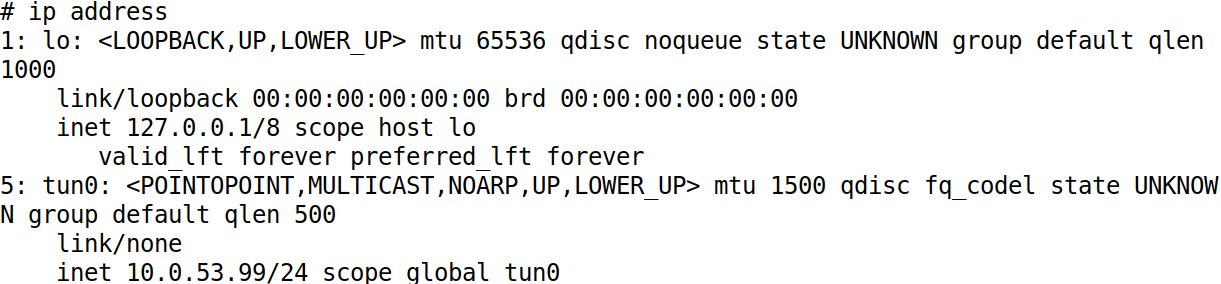 # ip address
1: lo: <LOOPBACK,UP,LOWER_UP> mtu 65536 qdisc noqueue state UNKNOWN group default qlen
1000
    link/loopback 00:00:00:00:00:00 brd 00:00:00:00:00:00
    inet 127.0.0.1/8 scope host lo
       valid_lft forever preferred_lft forever
5: tun0: <POINTOPOINT,MULTICAST,NOARP,UP,LOWER_UP> mtu 1500 qdisc fq_codel state UNKNOW
N group default qlen 500
    link/none
    inet 10.0.53.99/24 scope global tun0